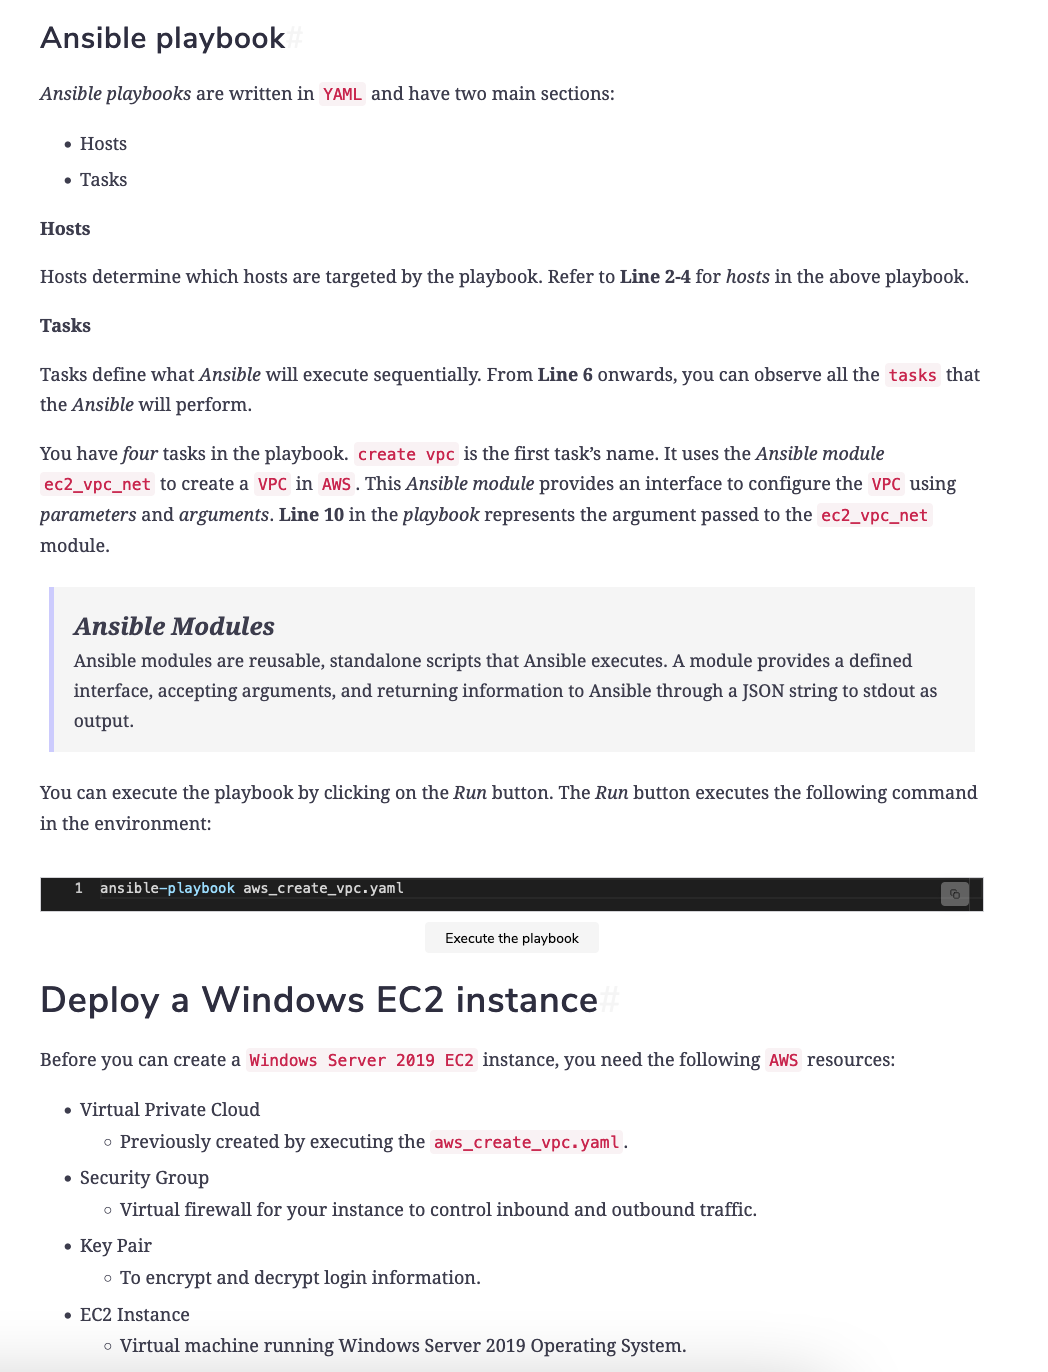 Ansible playbook#
Ansible playbooks are written in YAML and have two main sections:
• Hosts
• Tasks
Hosts
Hosts determine which hosts are targeted by the playbook. Refer to Line 2-4 for hosts in the above playbook.
Tasks
Tasks define what Ansible will execute sequentially. From Line 6 onwards, you can observe all the tasks that
the Ansible will perform.
You have four tasks in the playbook. create vpc is the first task’s name. It uses the Ansible module
ec2_vpc_net to create a VPC in AWS. This Ansible module provides an interface to configure the VPC using
parameters and arguments. Line 10 in the playbook represents the argument passed to the ec2_vpc_net
module.
Ansible Modules
Ansible modules are reusable, standalone scripts that Ansible executes. A module provides a defined
interface, accepting arguments, and returning information to Ansible through a JSON string to stdout as
output.
You can execute the playbook by clicking on the Run button. The Run button executes the following command
in the environment:
1 ansible-playbook aws_create_vpc.yaml
Execute the playbook
Deploy a Windows EC2 instance#
Before you can create a Windows Server 2019 EC2 instance, you need the following AWS resources:
• Virtual Private Cloud
◦ Previously created by executing the aws_create_vpc.yaml.
• Security Group
◦ Virtual firewall for your instance to control inbound and outbound traffic.
• Key Pair
◦ To encrypt and decrypt login information.
• EC2 Instance
◦ Virtual machine running Windows Server 2019 Operating System.